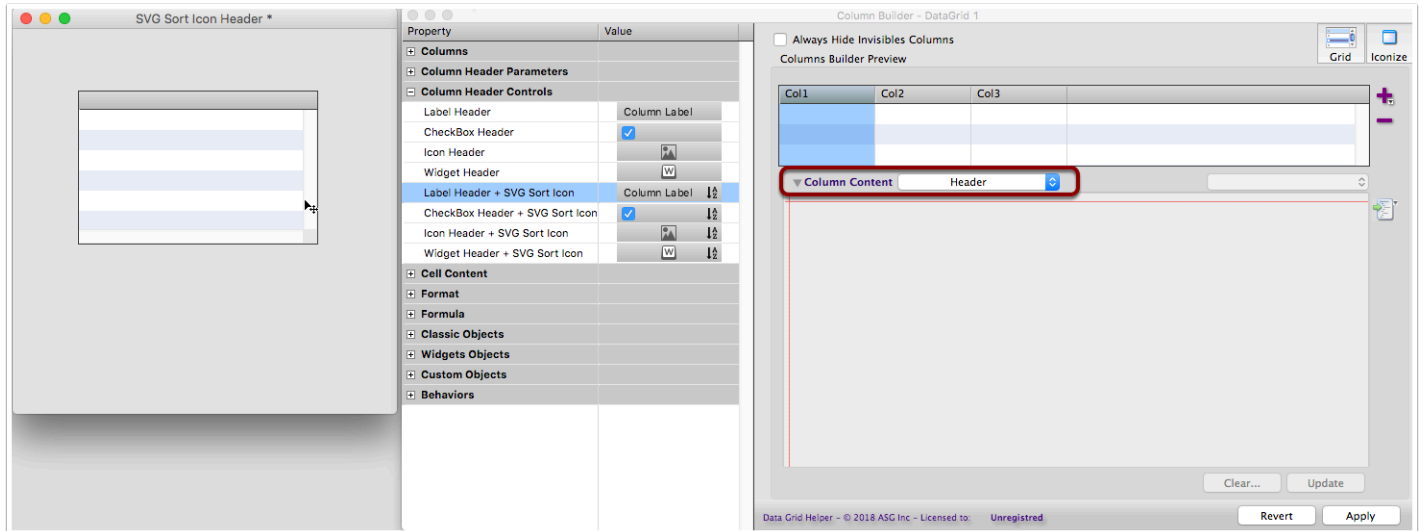 SVG Sort Icon Header *
Property Value
Columns
Column Header Parameters
Column Header Controls
Label Header Column Label
CheckBox Header
Icon Header
Widget Header W
Label Header + SVG Sort Icon Column Label A Z
CheckBox Header + SVG Sort Icon A Z
Icon Header + SVG Sort Icon A Z
Widget Header + SVG Sort Icon W A Z
Cell Content
Format
Formula
Classic Objects
Widgets Objects
Custom Objects
Behaviors
Column Builder - DataGrid 1
Always Hide Invisibles Columns
Columns Builder Preview
Grid Iconize
Col1 Col2 Col3
Column Content Header
Clear... Update
Data Grid Helper - © 2018 ASG Inc - Licensed to: Unregistred
Revert Apply